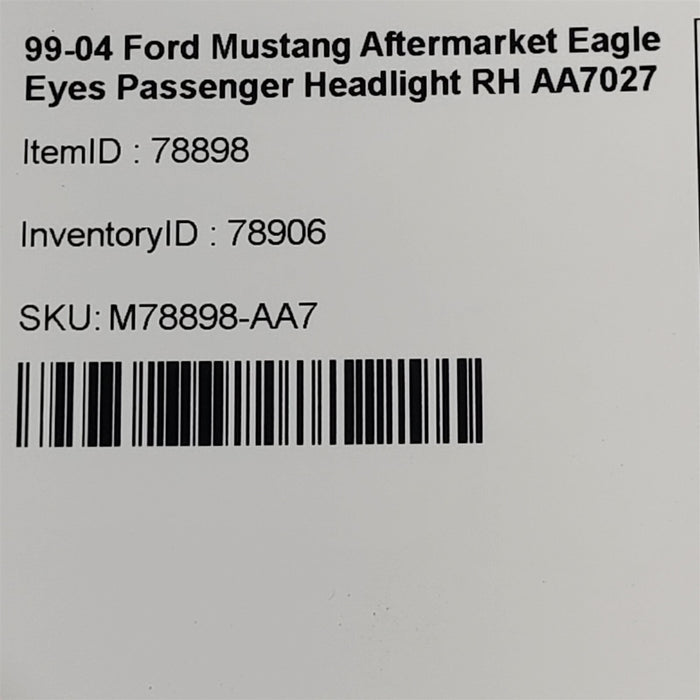 99-04 Ford Mustang Aftermarket Eagle
Eyes Passenger Headlight RH AA7027
ItemID : 78898
InventoryID : 78906
SKU: M78898-AA7